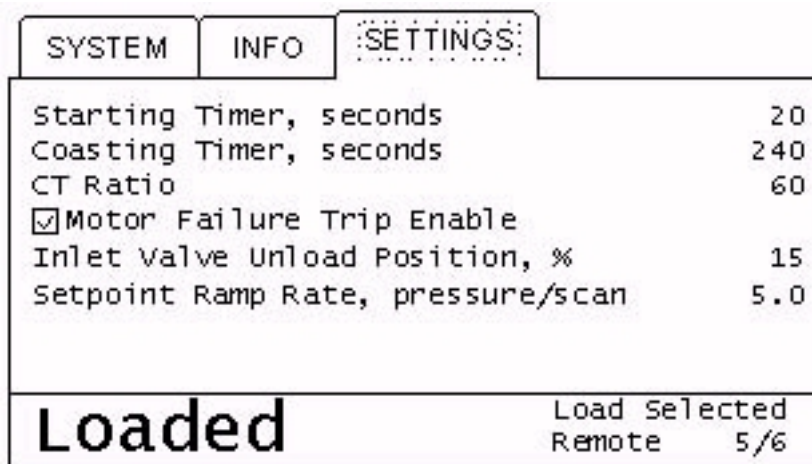 SYSTEM INFO SETTINGS
Starting Timer, seconds 20
Coasting Timer, seconds 240
CT Ratio 60
Motor Failure Trip Enable
Inlet Valve Unload Position, % 15
Setpoint Ramp Rate, pressure/scan 5.0
Loaded
Load Selected
Remote 5/6